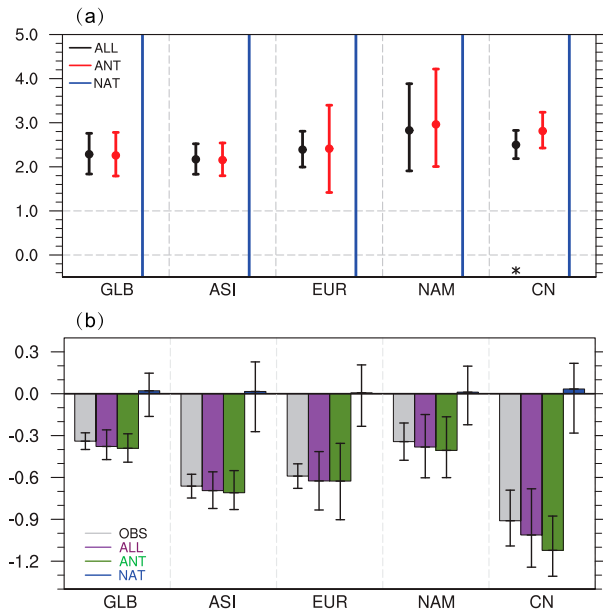 (a)
5.0
ALL
ANT
NAT
4.0
3.0
2.0
1.0
0.0
*
GLB ASI EUR NAM CN
(b)
0.3
0.0
-0.3
-0.6
-0.9
-1.2
OBS
ALL
ANT
NAT
GLB ASI EUR NAM CN